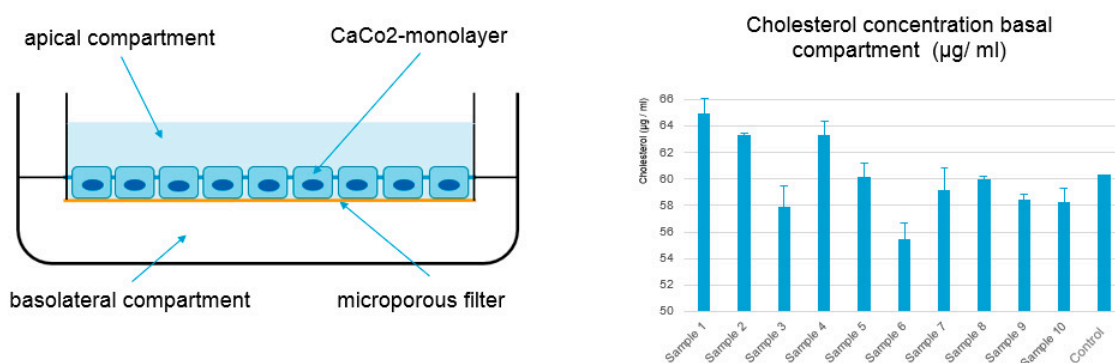 apical compartment
CaCo2-monolayer
basolateral compartment
microporous filter
Cholesterol concentration basal
compartment (µg/ ml)
Cholesterol (µg / ml)
66
64
62
60
58
56
54
52
50
Sample 1
Sample 2
Sample 3
Sample 4
Sample 5
Sample 6
Sample 7
Sample 8
Sample 9
Sample 10
Control